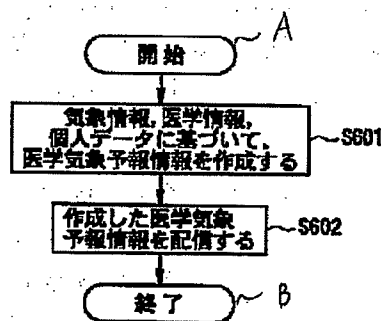 開始
A
気象情報,医学情報,
個人データに基づいて、
医学気象予報情報を作成する
S601
作成した医学気象
予報情報を配信する
S602
終了
B